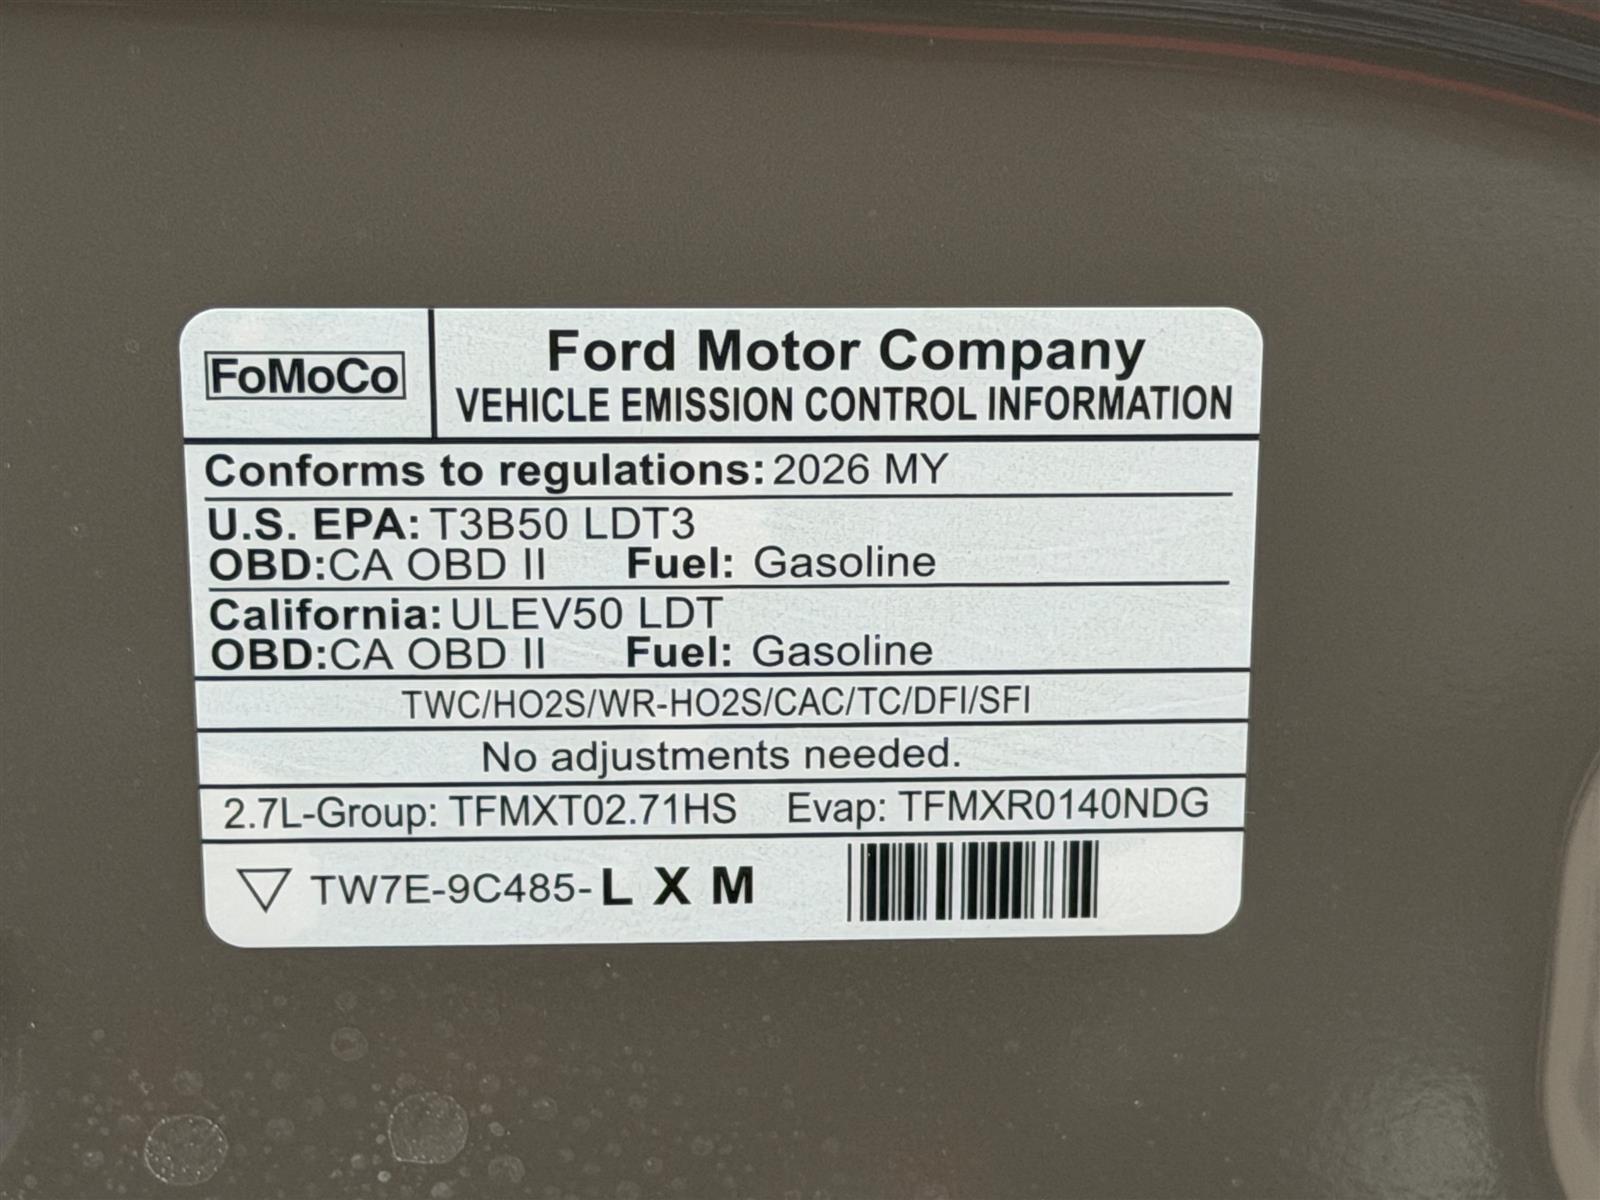 FoMoCo
Ford Motor Company
VEHICLE EMISSION CONTROL INFORMATION
Conforms to regulations: 2026 MY
U.S. EPA: T3B50 LDT3
OBD:CA OBD II Fuel: Gasoline
California: ULEV50 LDT
OBD:CA OBD II Fuel: Gasoline
TWC/HO2S/WR-HO2S/CAC/TC/DFI/SFI
No adjustments needed.
2.7L-Group: TFMXT02.71HS Evap: TFMXR0140NDG
TW7E-9C485-L X M